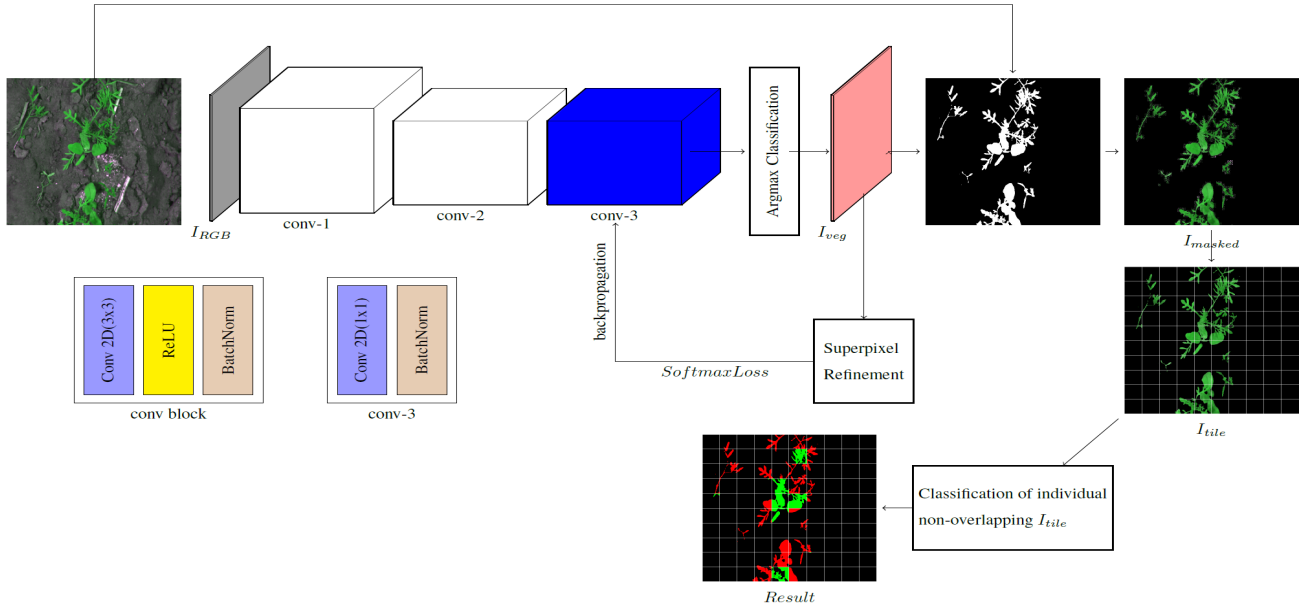 Argmax Classification
I_RGB
conv-1
conv-2
conv-3
I_veg
I_masked
backpropagation
Conv 2D(3x3)
ReLU
BatchNorm
conv block
Conv 2D(1x1)
BatchNorm
conv-3
SoftmaxLoss
Superpixel
Refinement
I_tile
Classification of individual
non-overlapping I_tile
Result